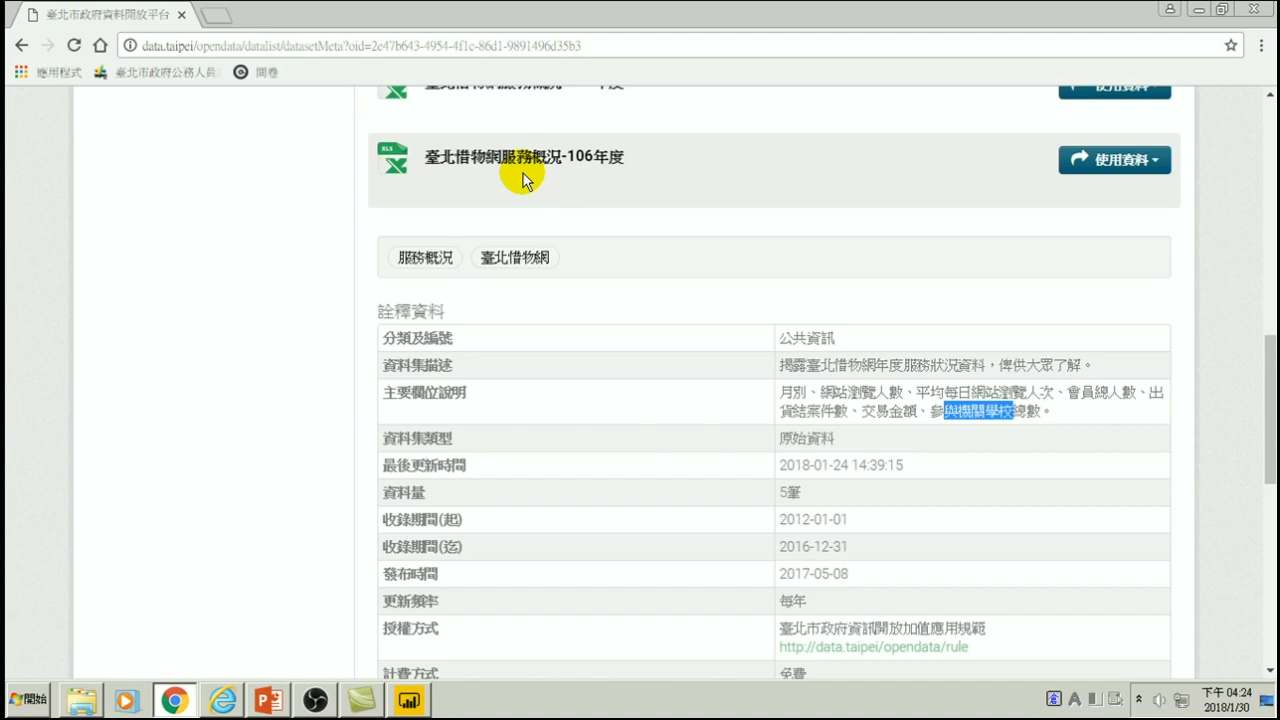 臺北市政府資料開放平台
data.taipei/opendata/datalist/datasetMeta?oid=2e47b643-4954-4f1c-86d1-9891496d35b3
應用程式 臺北市政府公務人員 問卷
XLS 臺北借物網服務概況-106年度 使用資料
服務概況 臺北借物網
詮釋資料
分類及編號 公共資訊
資料集描述 揭露臺北借物網年度服務狀況資料，俾供大眾了解。
主要欄位說明 月別、網站瀏覽人數、平均每日網站瀏覽人次、會員總人數、出
貨結案件數、交易金額、參與機關學校總數。
資料集類型 原始資料
最後更新時間 2018-01-24 14:39:15
資料量 5筆
收錄期間(起) 2012-01-01
收錄期間(迄) 2016-12-31
發布時間 2017-05-08
更新頻率 每年
授權方式 臺北市政府資訊開放加值應用規範
http://data.taipei/opendata/rule
計費方式 免費
開始 下午 04:24
2018/1/30